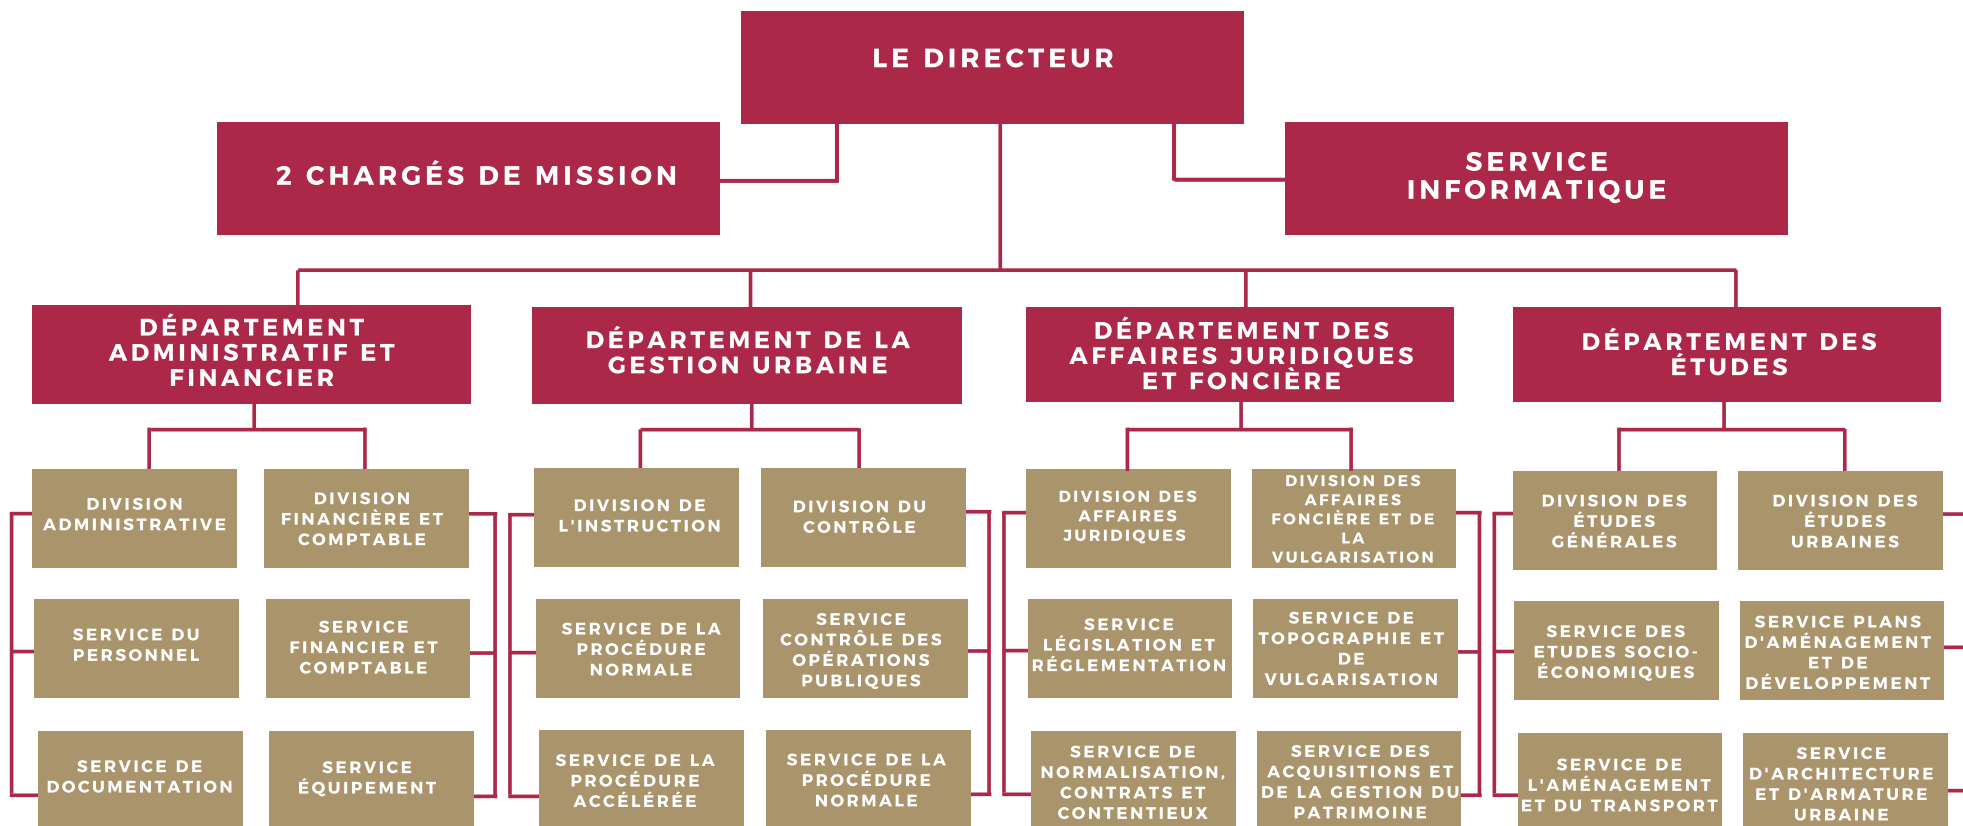 LE DIRECTEUR
2 CHARGÉS DE MISSION
SERVICE
INFORMATIQUE
DÉPARTEMENT
ADMINISTRATIF ET
FINANCIER
DÉPARTEMENT DE LA
GESTION URBAINE
DÉPARTEMENT DES
AFFAIRES JURIDIQUES
ET FONCIÈRE
DÉPARTEMENT DES
ÉTUDES
DIVISION
ADMINISTRATIVE
DIVISION
FINANCIÈRE ET
COMPTABLE
DIVISION DE
L'INSTRUCTION
DIVISION DU
CONTRÔLE
DIVISION DES
AFFAIRES
JURIDIQUES
DIVISION DES
AFFAIRES
FONCIÈRE ET DE
LA
VULGARISATION
DIVISION DES
ÉTUDES
GÉNÉRALES
DIVISION DES
ÉTUDES
URBAINES
SERVICE DU
PERSONNEL
SERVICE
FINANCIER ET
COMPTABLE
SERVICE DE LA
PROCÉDURE
NORMALE
SERVICE
CONTRÔLE DES
OPÉRATIONS
PUBLIQUES
SERVICE
LÉGISLATION ET
RÉGLEMENTATION
SERVICE DE
TOPOGRAPHIE ET
DE
VULGARISATION
SERVICE DES
ETUDES SOCIO-
ÉCONOMIQUES
SERVICE PLANS
D'AMÉNAGEMENT
ET DE
DÉVELOPPEMENT
SERVICE DE
DOCUMENTATION
SERVICE
ÉQUIPEMENT
SERVICE DE LA
PROCÉDURE
ACCÉLÉRÉE
SERVICE DE LA
PROCÉDURE
NORMALE
SERVICE DE
NORMALISATION,
CONTRATS ET
CONTENTIEUX
SERVICE DES
ACQUISITIONS ET
DE LA GESTION DU
PATRIMOINE
SERVICE DE
L'AMÉNAGEMENT
ET DU TRANSPORT
SERVICE
D'ARCHITECTURE
ET D'ARMATURE
URBAINE